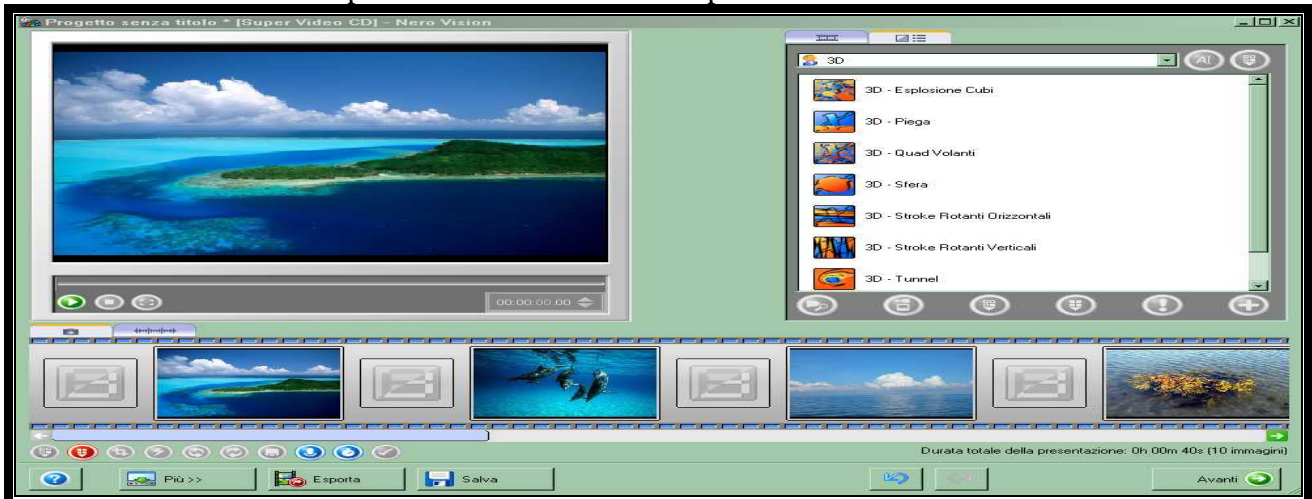 Progetto senza titolo * [Super Video CD] - Nero Vision
3D
3D - Esplosione Cubi
3D - Piega
3D - Quad Volanti
3D - Sfera
3D - Stroke Rotanti Orizzontali
3D - Stroke Rotanti Verticali
3D - Tunnel
00:00:00.00
Durata totale della presentazione: 0h 00m 40s (10 immagini)
Più >>
Esporta
Salva
Avanti